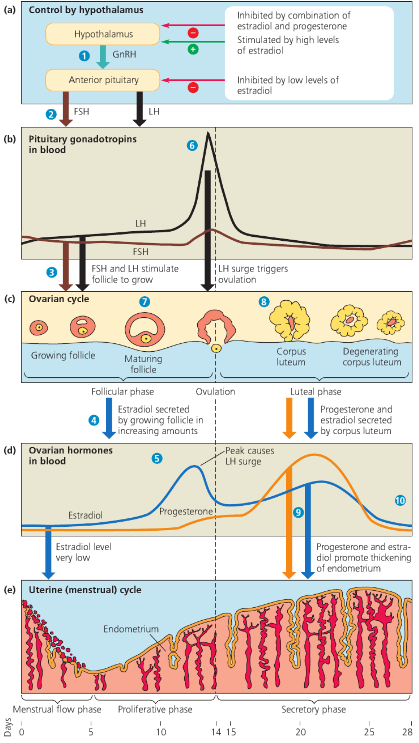 (a) Control by hypothalamus
Hypothalamus
1 GnRH
Anterior pituitary
−
+
−
Inhibited by combination of
estradiol and progesterone
Stimulated by high levels
of estradiol
Inhibited by low levels of
estradiol
2 FSH LH
(b) Pituitary gonadotropins
in blood
6
LH
FSH
3 FSH and LH stimulate
follicle to grow
LH surge triggers
ovulation
(c) Ovarian cycle
7 8
Growing follicle
Maturing
follicle
Corpus
luteum
Degenerating
corpus luteum
Follicular phase Ovulation Luteal phase
4 Estradiol secreted
by growing follicle in
increasing amounts
Progesterone and
estradiol secreted
by corpus luteum
(d) Ovarian hormones
in blood
5
Peak causes
LH surge
Estradiol
Progesterone
9
10
Estradiol level
very low
Progesterone and estra-
diol promote thickening
of endometrium
(e) Uterine (menstrual) cycle
Endometrium
Menstrual flow phase Proliferative phase Secretory phase
Days
0 5 10 14 15 20 25 28